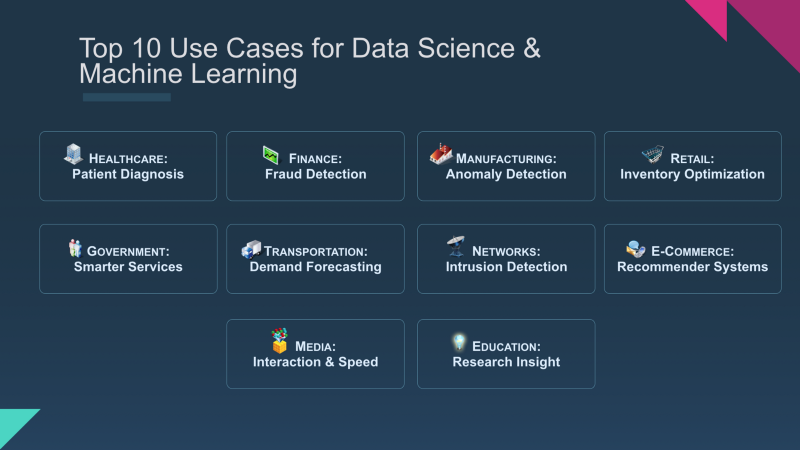 Top 10 Use Cases for Data Science &
Machine Learning
Healthcare:
Patient Diagnosis
Finance:
Fraud Detection
Manufacturing:
Anomaly Detection
Retail:
Inventory Optimization
Government:
Smarter Services
Transportation:
Demand Forecasting
Networks:
Intrusion Detection
E-Commerce:
Recommender Systems
Media:
Interaction & Speed
Education:
Research Insight